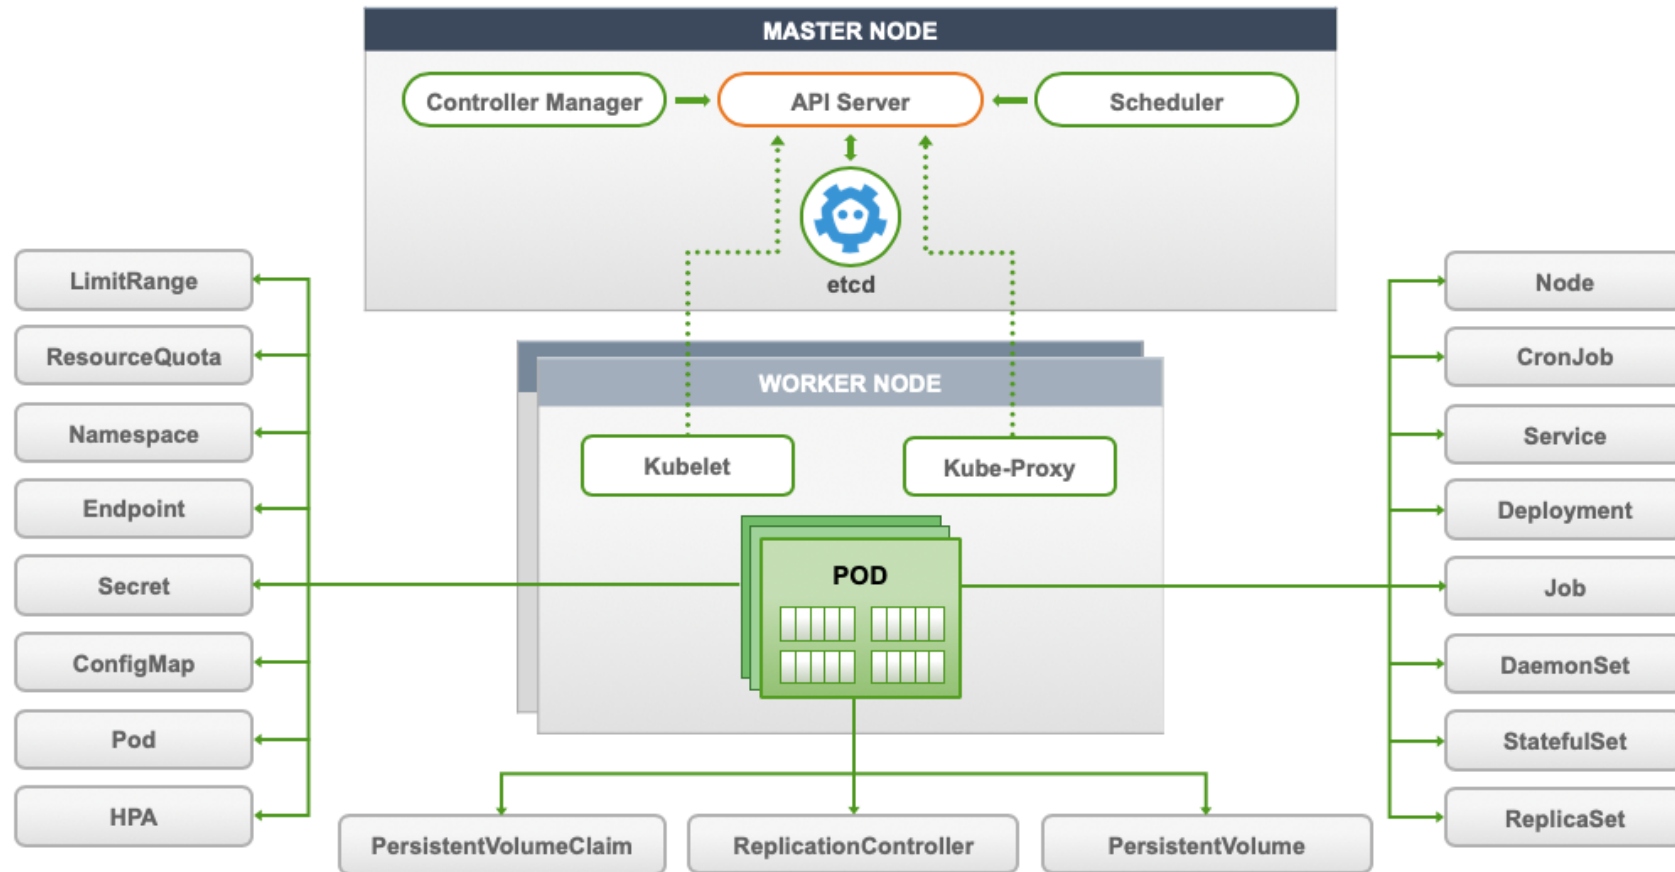 MASTER NODE
Controller Manager
API Server
Scheduler
etcd
LimitRange
ResourceQuota
Namespace
Endpoint
Secret
ConfigMap
Pod
HPA
WORKER NODE
Kubelet
Kube-Proxy
POD
Node
CronJob
Service
Deployment
Job
DaemonSet
StatefulSet
ReplicaSet
PersistentVolumeClaim
ReplicationController
PersistentVolume